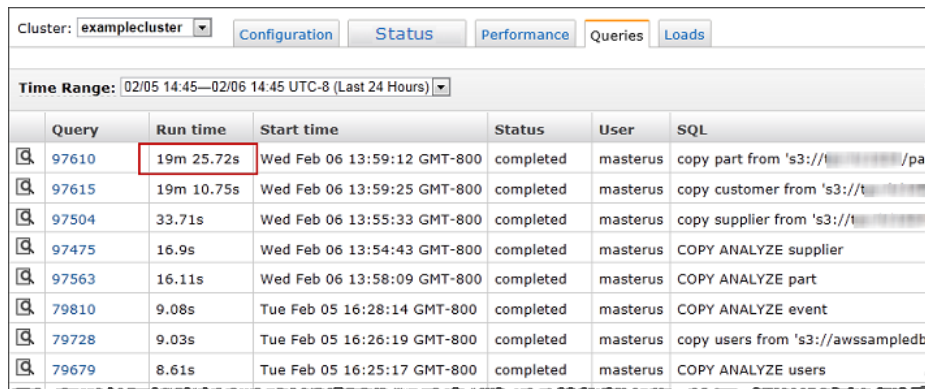 Cluster: examplecluster Configuration Status Performance Queries Loads
Time Range: 02/05 14:45—02/06 14:45 UTC-8 (Last 24 Hours)
Query Run time Start time Status User SQL
97610 19m 25.72s Wed Feb 06 13:59:12 GMT-800 completed masterus copy part from 's3://t /pa
97615 19m 10.75s Wed Feb 06 13:59:25 GMT-800 completed masterus copy customer from 's3://t
97504 33.71s Wed Feb 06 13:55:33 GMT-800 completed masterus copy supplier from 's3://t
97475 16.9s Wed Feb 06 13:54:43 GMT-800 completed masterus COPY ANALYZE supplier
97563 16.11s Wed Feb 06 13:58:09 GMT-800 completed masterus COPY ANALYZE part
79810 9.08s Tue Feb 05 16:28:14 GMT-800 completed masterus COPY ANALYZE event
79728 9.03s Tue Feb 05 16:26:19 GMT-800 completed masterus copy users from 's3://awssampledb
79679 8.61s Tue Feb 05 16:25:17 GMT-800 completed masterus COPY ANALYZE users